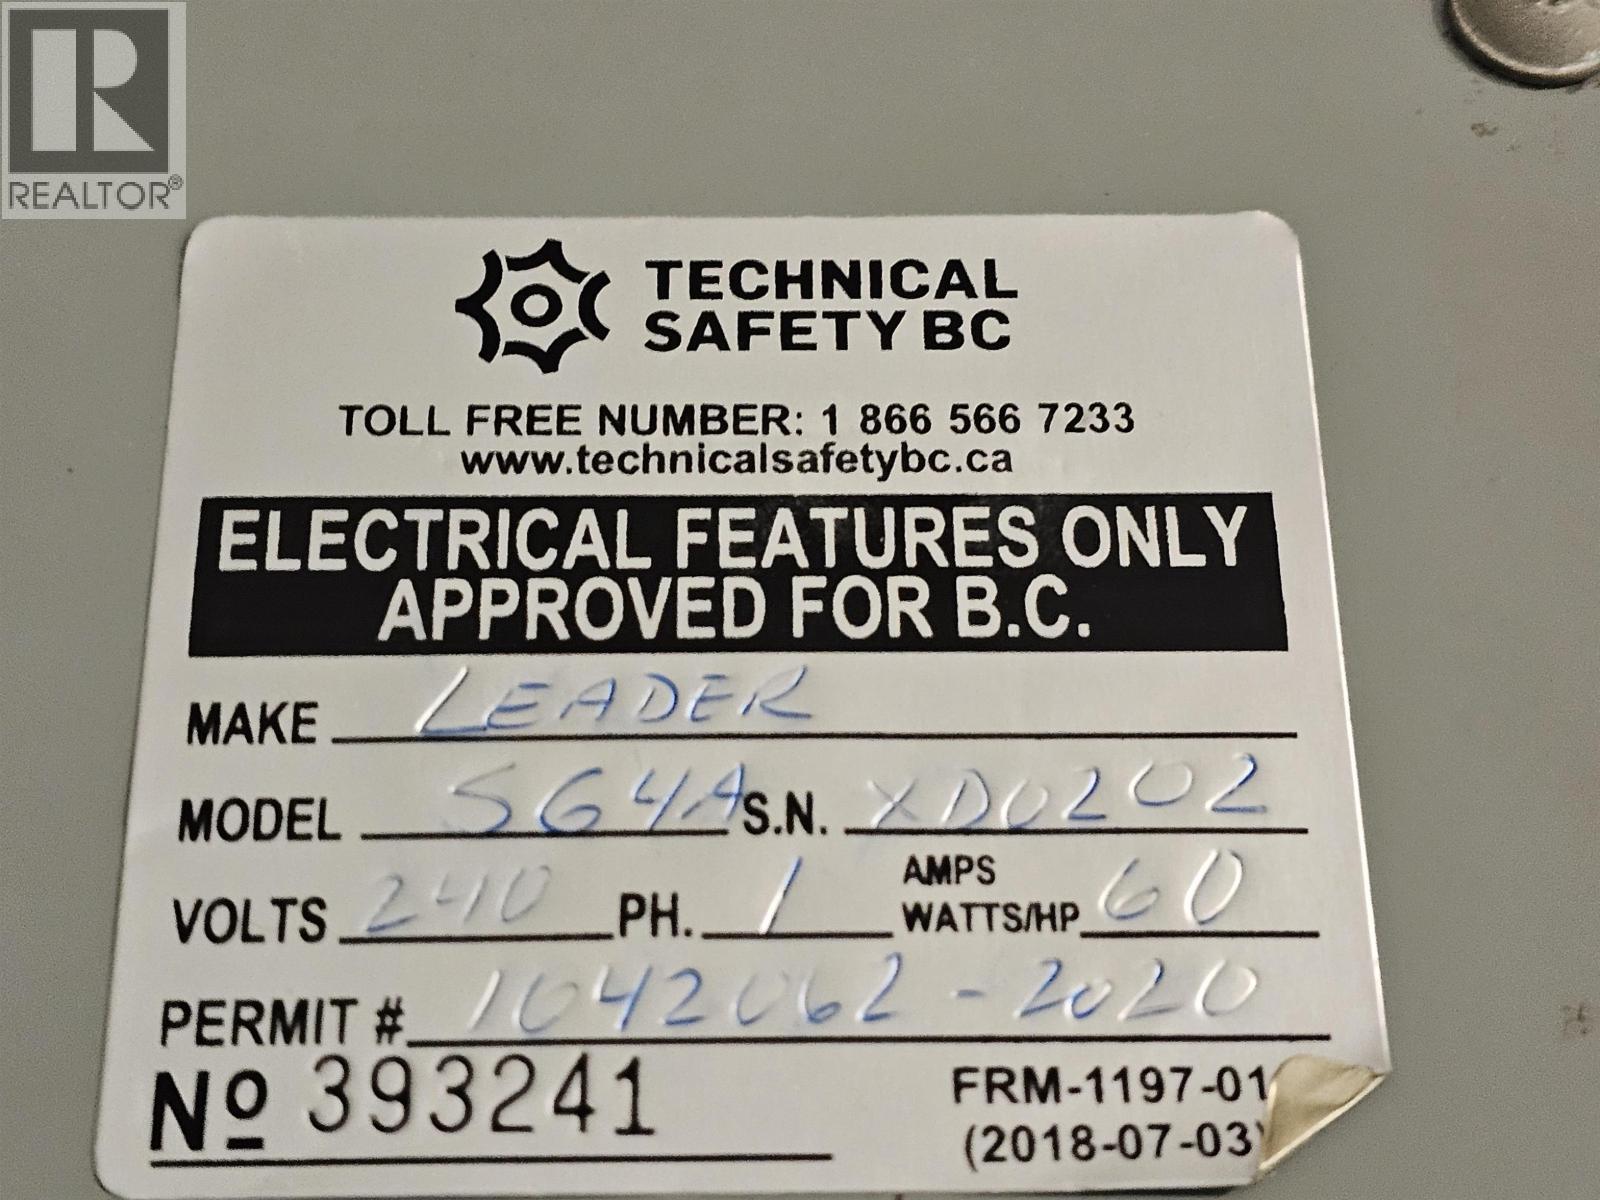 REALTOR®
TECHNICAL
SAFETY BC
TOLL FREE NUMBER: 1 866 566 7233
www.technicalsafetybc.ca
ELECTRICAL FEATURES ONLY
APPROVED FOR B.C.
MAKE LEADER
MODEL SG4A S.N. XD0202
VOLTS 240 PH. 1 AMPS WATTS/HP 60
PERMIT # 1042062-2020
No 393241
FRM-1197-01
(2018-07-03)